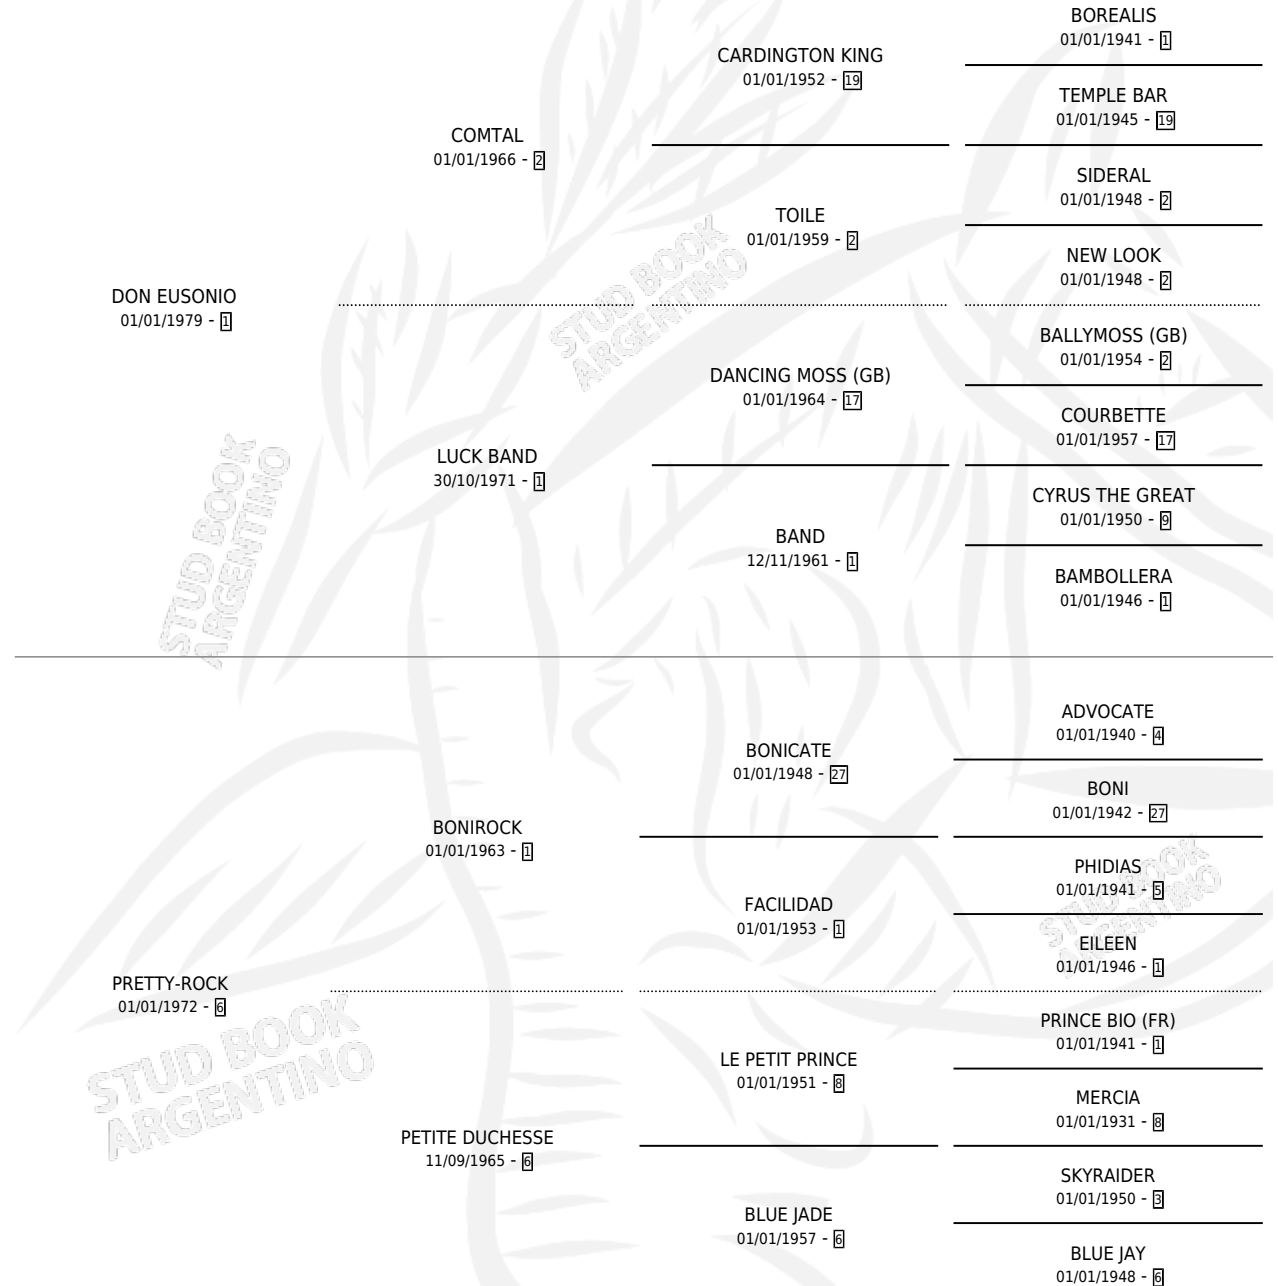 BOREALIS
01/01/1941 - 1
CARDINGTON KING
01/01/1952 - 19
TEMPLE BAR
01/01/1945 - 19
COMTAL
01/01/1966 - 2
SIDERAL
01/01/1948 - 2
TOILE
01/01/1959 - 2
NEW LOOK
01/01/1948 - 2
DON EUSONIO
01/01/1979 - 1
BALLYMOSS (GB)
01/01/1954 - 2
DANCING MOSS (GB)
01/01/1964 - 17
COURBETTE
01/01/1957 - 17
LUCK BAND
30/10/1971 - 1
CYRUS THE GREAT
01/01/1950 - 9
BAND
12/11/1961 - 1
BAMBOLLERA
01/01/1946 - 1
STUD BOOK
ARGENTINO
STUD BOOK
ARGENTINO
ADVOCATE
01/01/1940 - 4
BONICATE
01/01/1948 - 27
BONI
01/01/1942 - 27
BONIROCK
01/01/1963 - 1
PHIDIAS
01/01/1941 - 5
FACILIDAD
01/01/1953 - 1
EILEEN
01/01/1946 - 1
PRETTY-ROCK
01/01/1972 - 6
PRINCE BIO (FR)
01/01/1941 - 1
LE PETIT PRINCE
01/01/1951 - 8
MERCIA
01/01/1931 - 8
PETITE DUCHESSE
11/09/1965 - 6
SKYRAIDER
01/01/1950 - 3
BLUE JADE
01/01/1957 - 6
BLUE JAY
01/01/1948 - 6
STUD BOOK
ARGENTINO
STUD BOOK
ARGENTINO